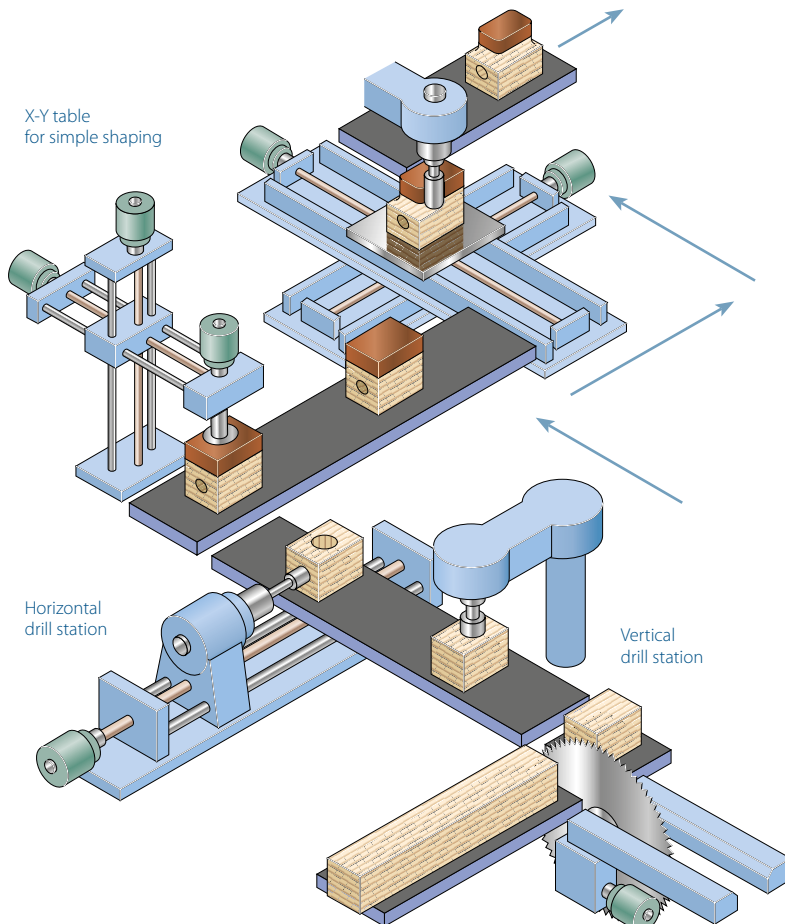 X-Y table
for simple shaping
Horizontal
drill station
Vertical
drill station